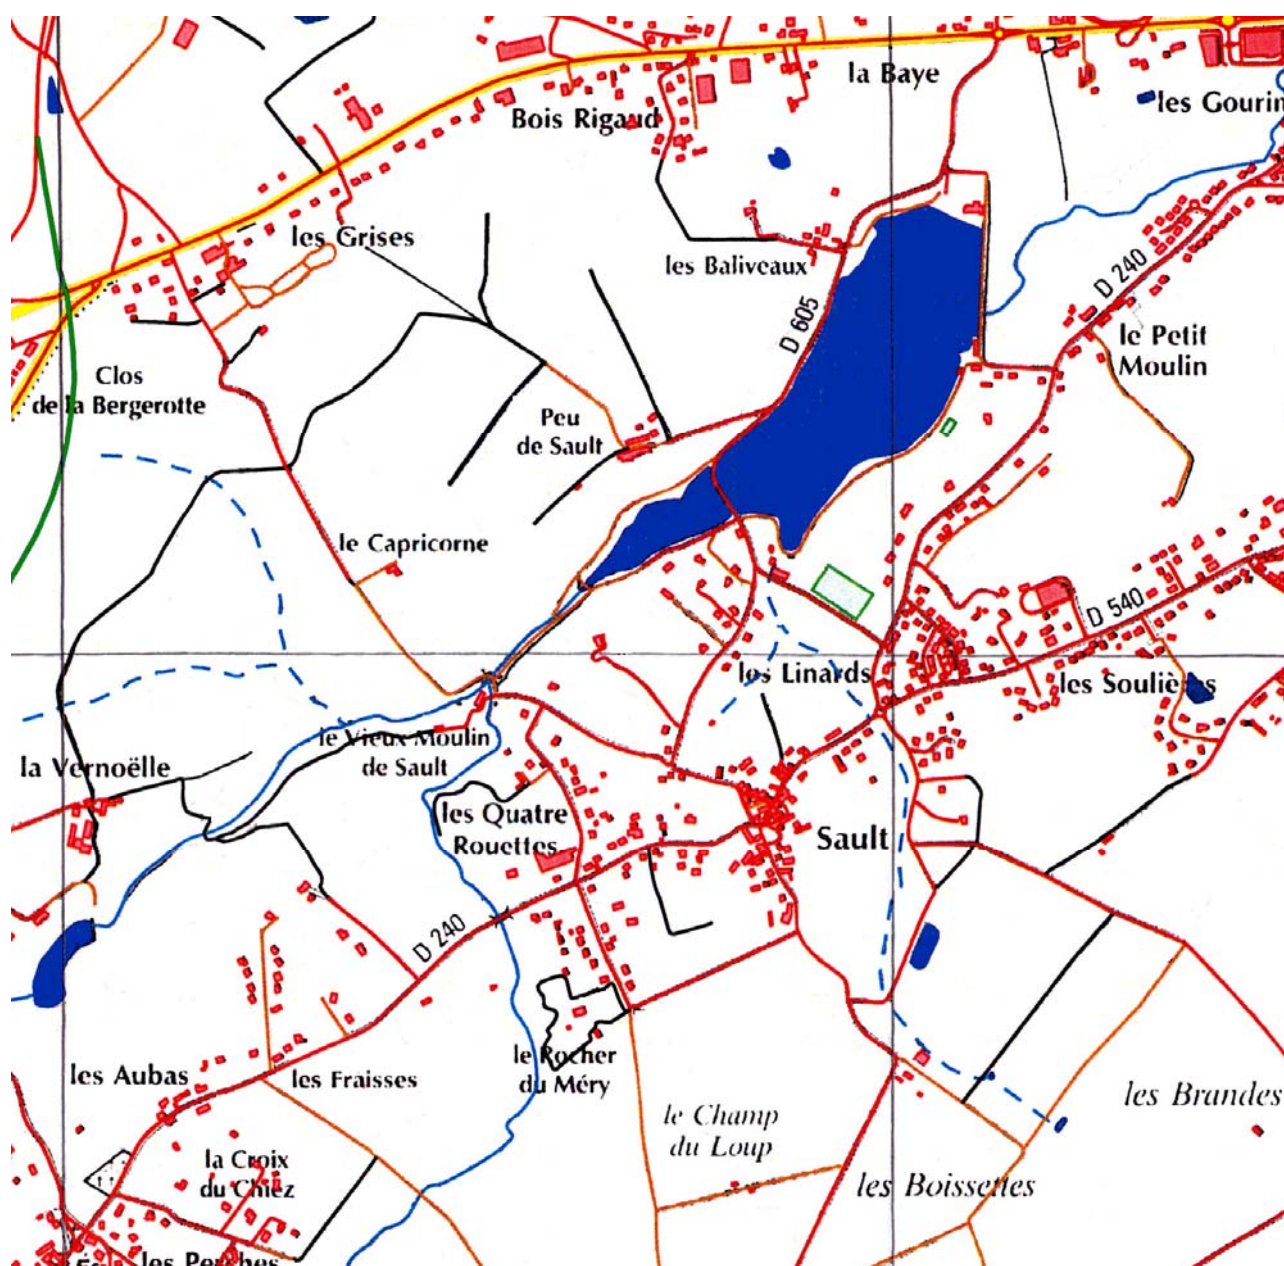 la Baye
les Gourin
Bois Rigaud
les Grises
les Baliveaux
D 240
D 605
le Petit
Moulin
Clos
de la Bergerotte
Peu
de Sault
le Capricorne
D 540
les Linards
les Soulières
le Vieux Moulin
de Sault
la Vernoëlle
les Quatre
Rouettes
Sault
D 240
le Rocher
du Méry
les Aubas
les Fraisses
le Champ
du Loup
les Brandes
la Croix
du Chiez
les Boissettes
les Perches